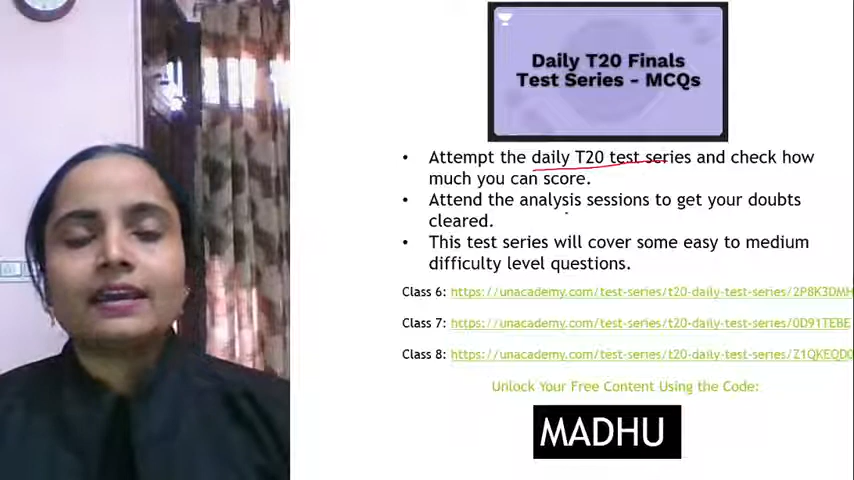 Daily T20 Finals
Test Series - MCQs
• Attempt the daily T20 test series and check how
much you can score.
• Attend the analysis sessions to get your doubts
cleared.
• This test series will cover some easy to medium
difficulty level questions.
Class 6: https://unacademy.com/test-series/t20-daily-test-series/2P8K3DMH
Class 7: https://unacademy.com/test-series/t20-daily-test-series/0D91TEBE
Class 8: https://unacademy.com/test-series/t20-daily-test-series/Z1QKEQD0
Unlock Your Free Content Using the Code:
MADHU